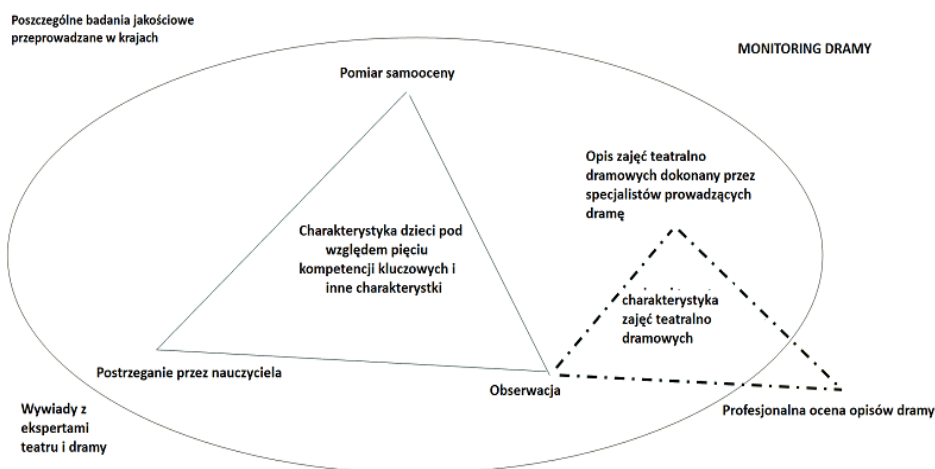 Poszczególne badania jakościowe
przeprowadzane w krajach
MONITORING DRAMY
Pomiar samooceny
Opis zajęć teatralno
dramowych dokonany przez
specjalistów prowadzących
dramę
Charakterystyka dzieci pod
względem pięciu
kompetencji kluczowych i
inne charakterystki
charakterystyka
zajęć teatralno
dramowych
Postrzeganie przez nauczyciela
Obserwacja
Wywiady z
ekspertami
teatru i dramy
Profesjonalna ocena opisów dramy